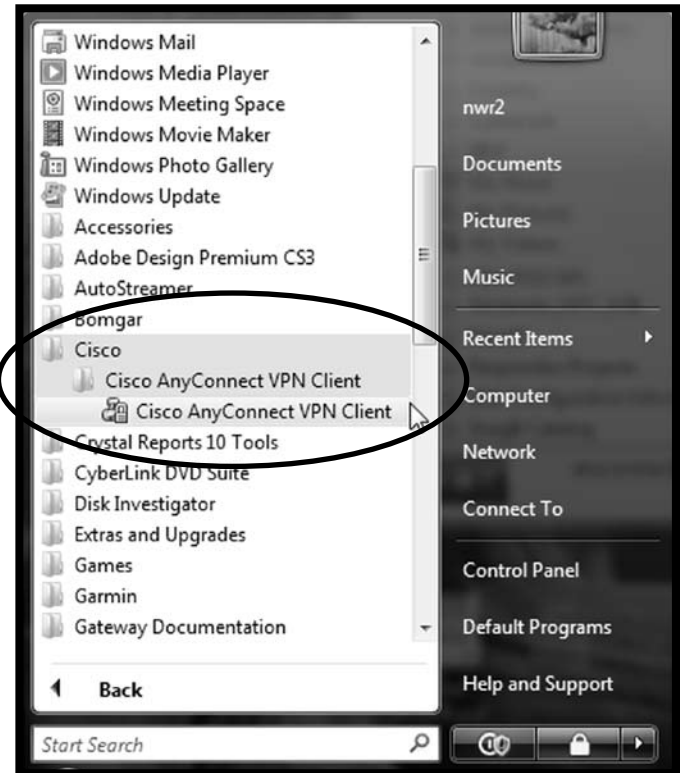 Windows Mail
Windows Media Player
Windows Meeting Space
Windows Movie Maker
Windows Photo Gallery
Windows Update
Accessories
Adobe Design Premium CS3
AutoStreamer
Bomgar
Cisco
Cisco AnyConnect VPN Client
Cisco AnyConnect VPN Client
Crystal Reports 10 Tools
CyberLink DVD Suite
Disk Investigator
Extras and Upgrades
Games
Garmin
Gateway Documentation
Back
Start Search
nwr2
Documents
Pictures
Music
Recent Items
Computer
Network
Connect To
Control Panel
Default Programs
Help and Support